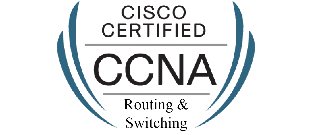 CISCO
CERTIFIED
CCNA
Routing &
Switching